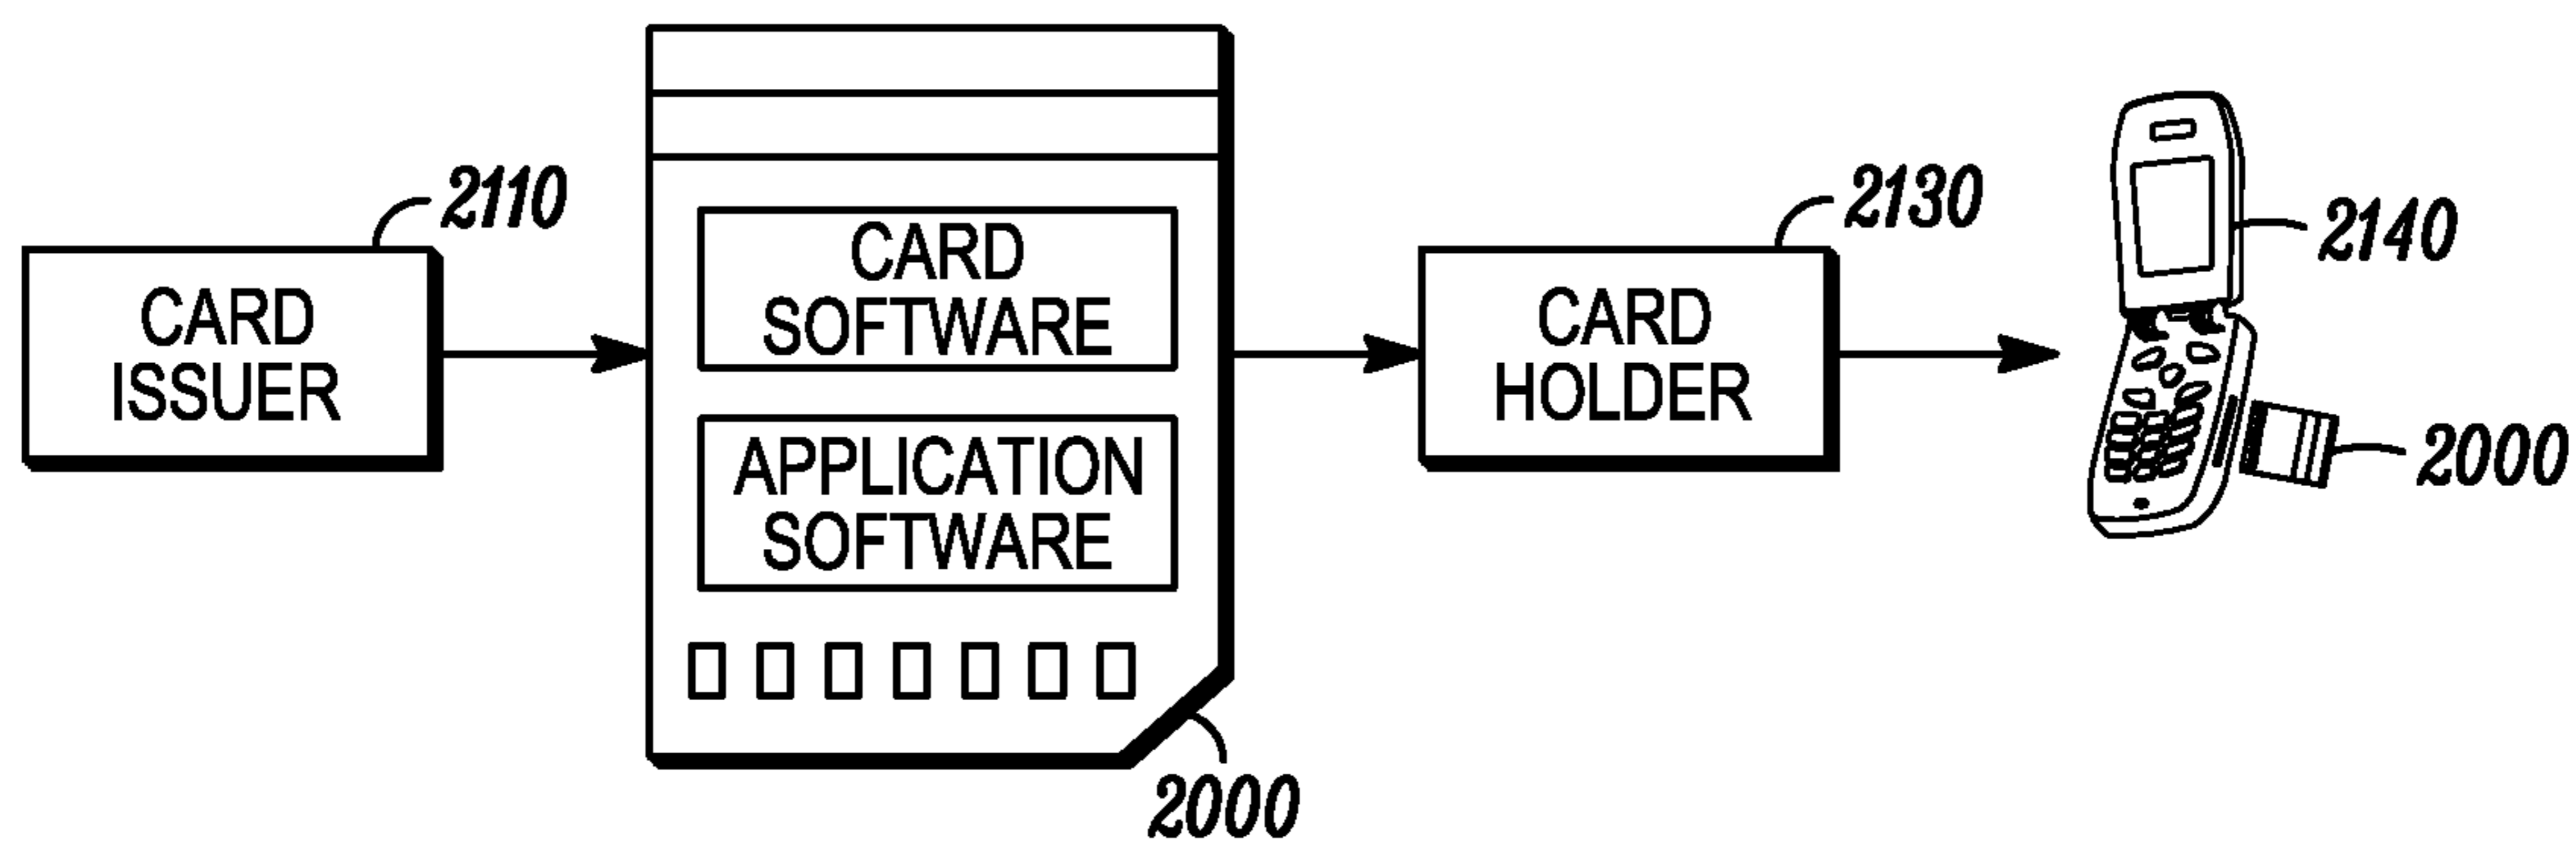 2110
CARD
ISSUER
CARD
SOFTWARE
APPLICATION
SOFTWARE
2000
2130
CARD
HOLDER
2140
2000